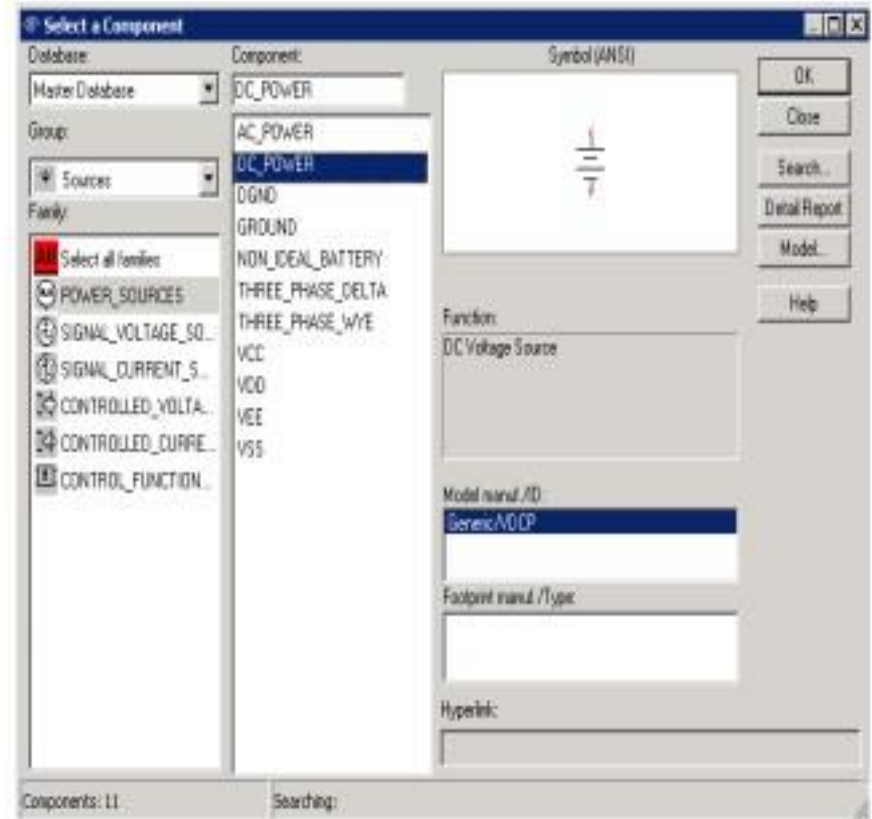 Select a Component
Database:
Master Database
Group:
Sources
Family:
Select all families
POWER_SOURCES
SIGNAL_VOLTAGE_SO...
SIGNAL_CURRENT_S...
CONTROLLED_VOLTA...
CONTROLLED_CURRE...
CONTROL_FUNCTION...
Component:
DC_POWER
AC_POWER
DC_POWER
DGND
GROUND
NON_IDEAL_BATTERY
THREE_PHASE_DELTA
THREE_PHASE_WYE
VCC
VDD
VEE
VSS
Symbol (ANSI)
Function:
DC Voltage Source
Model manuf./ID:
Generic/VDCP
Footprint manuf./Type:
Hyperlink:
OK
Close
Search...
Detail Report
Model...
Help
Components: 11
Searching: